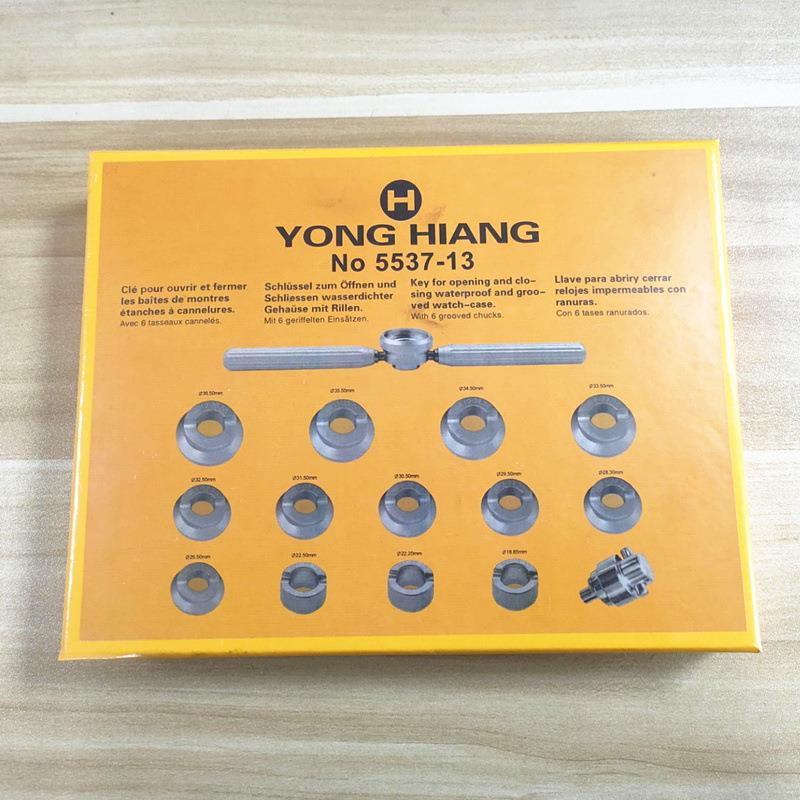 H
YONG HIANG
No 5537-13
Clé pour ouvrir et fermer
les baites de montres
étanches à cannelures.
Avec 6 tasseaux cannelés.
Schlüssel zum Öffnen und
Schliessen wasserdichter
Gehaüse mit Rillen.
Mit 6 geriffelten Einsätzen.
Key for opening and clo-
sing waterproof and groo-
ved watch-case.
With 6 grooved chucks.
Llave para abriry cerrar
relojes impermeables con
ranuras.
Con 6 tases ranurados.
Ø36.50mm
Ø35.50mm
Ø34.50mm
Ø33.50mm
Ø32.50mm
Ø31.50mm
Ø30.50mm
Ø29.50mm
Ø28.30mm
Ø26.50mm
Ø22.50mm
Ø22.20mm
Ø18.85mm